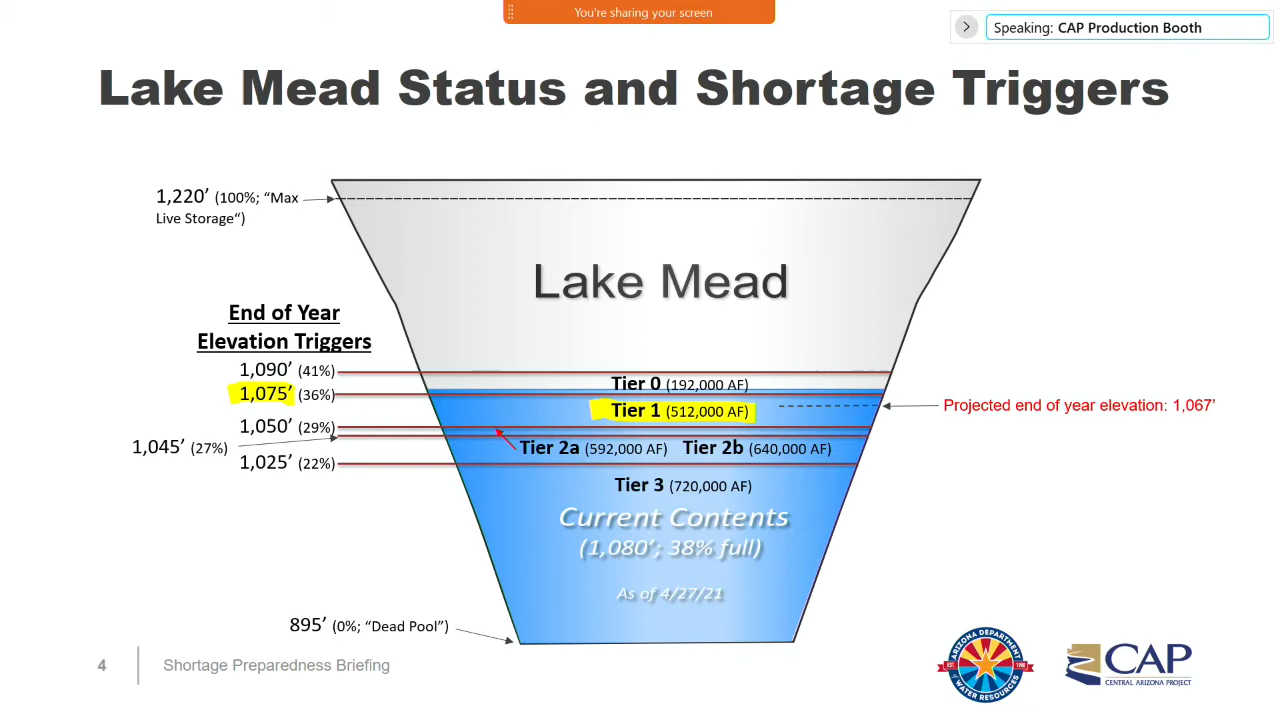 You're sharing your screen
Speaking: CAP Production Booth
Lake Mead Status and Shortage Triggers
1,220’ (100%; “Max
Live Storage“)
Lake Mead
End of Year
Elevation Triggers
1,090’ (41%)
Tier 0 (192,000 AF)
1,075’ (36%)
Tier 1 (512,000 AF)
Projected end of year elevation: 1,067’
1,050’ (29%)
1,045’ (27%)
Tier 2a (592,000 AF) Tier 2b (640,000 AF)
1,025’ (22%)
Tier 3 (720,000 AF)
Current Contents
(1,080’; 38% full)
As of 4/27/21
895’ (0%; “Dead Pool”)
4
Shortage Preparedness Briefing
ARIZONA DEPARTMENT
EST. 1980
of WATER RESOURCES
CAP
CENTRAL ARIZONA PROJECT